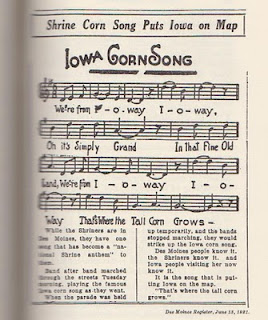 Shrine Corn Song Puts Iowa on Map
IOWA CORN SONG
We're from I-o-way I-o-way,
Oh it's Simply Grand In that Fine Old
Land, We're from I-o-way I-o-
Way That's Where the Tall Corn Grows-
While the Shriners are in
Des Moines, they have one
song that has become a "na-
tional Shrine anthem" to
them.
Band after band marched
through the streets Tuesday
morning, playing the famous
Iowa corn song as they went.
When the parade was held
up temporarily, and the bands
stopped marching, they would
strike up the Iowa corn song.
Des Moines people know it,
the Shriners know it, and
Iowa people visiting her now
know it.
It is the song that is put-
ting Iowa on the map.
"That's where the tall corn
grows."
Des Moines Register, June 15, 1921.